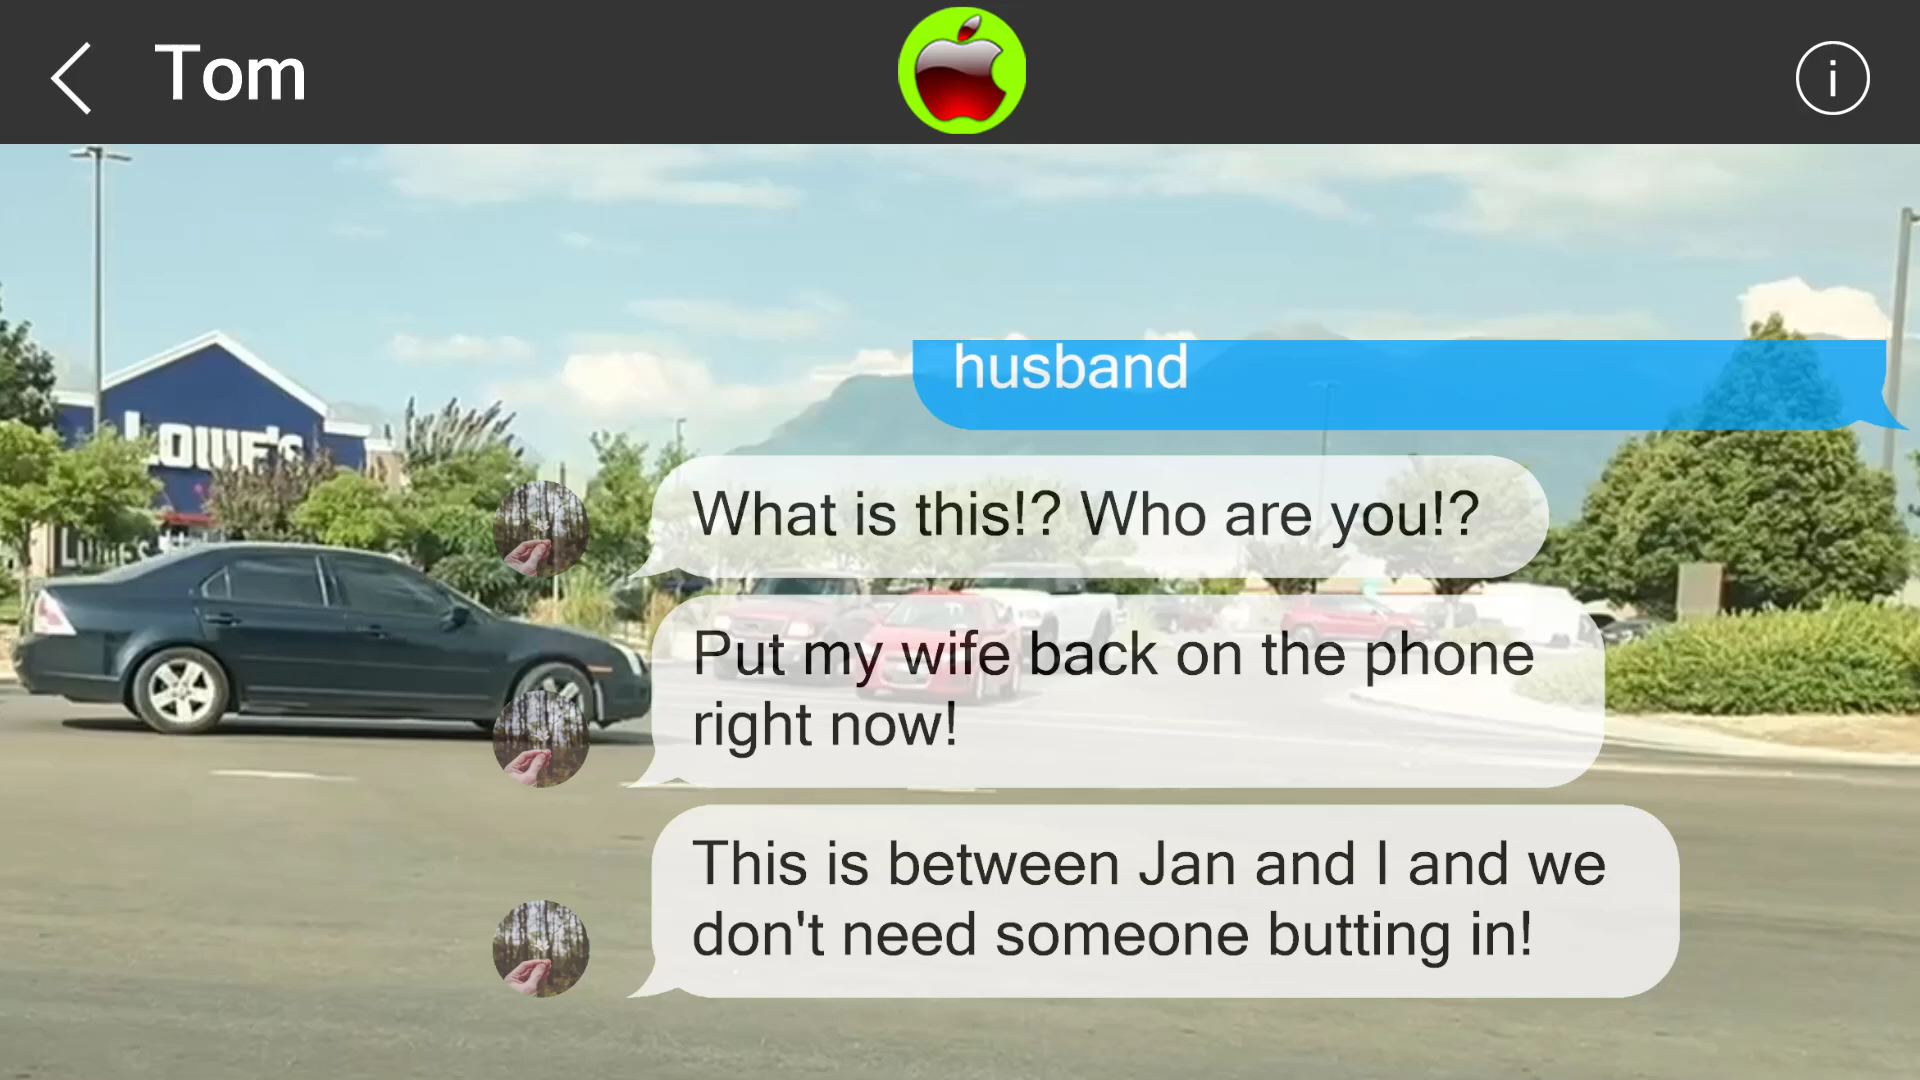 Tom
i
husband
LOWE'S
What is this!? Who are you!?
Put my wife back on the phone
right now!
This is between Jan and I and we
don't need someone butting in!